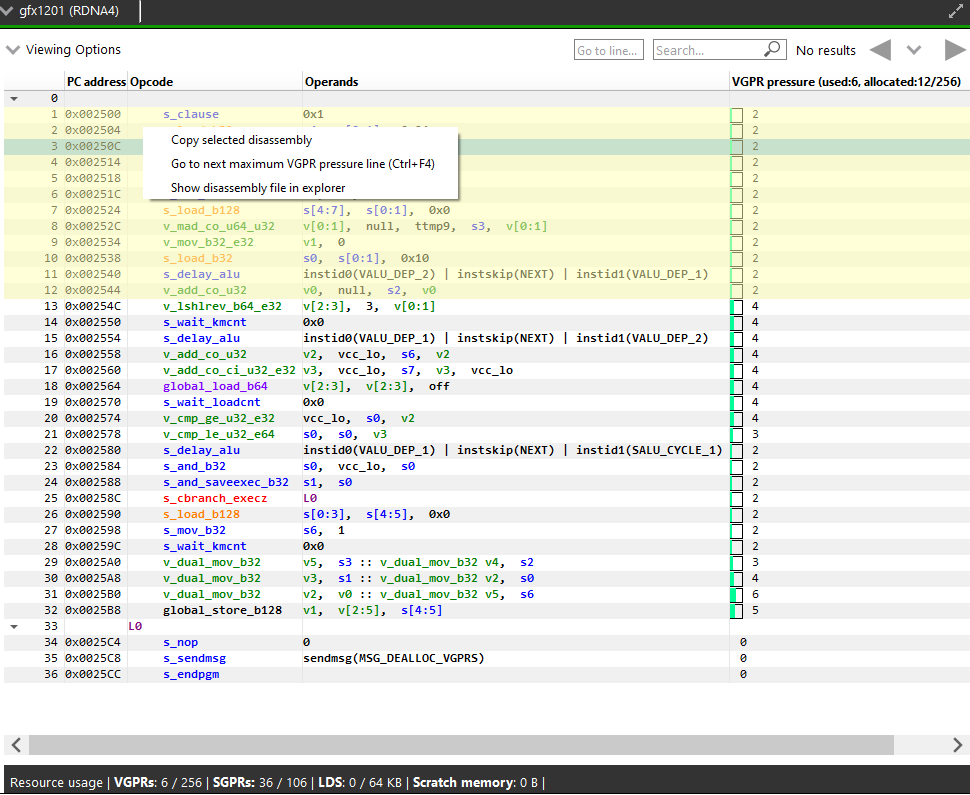 gfx1201 (RDNA4)
Viewing Options Go to line... Search... No results
PC address Opcode Operands VGPR pressure (used:6, allocated:12/256)
0
1 0x002500 s_clause 0x1 2
2 0x002504 2
3 0x00250C 2
4 0x002514 2
5 0x002518 2
6 0x00251C 2
Copy selected disassembly
Go to next maximum VGPR pressure line (Ctrl+F4)
Show disassembly file in explorer
7 0x002524 s_load_b128 s[4:7], s[0:1], 0x0 2
8 0x00252C v_mad_co_u64_u32 v[0:1], null, ttmp9, s3, v[0:1] 2
9 0x002534 v_mov_b32_e32 v1, 0 2
10 0x002538 s_load_b32 s0, s[0:1], 0x10 2
11 0x002540 s_delay_alu instid0(VALU_DEP_2) | instskip(NEXT) | instid1(VALU_DEP_1) 2
12 0x002544 v_add_co_u32 v0, null, s2, v0 2
13 0x00254C v_lshlrev_b64_e32 v[2:3], 3, v[0:1] 4
14 0x002550 s_wait_kmcnt 0x0 4
15 0x002554 s_delay_alu instid0(VALU_DEP_1) | instskip(NEXT) | instid1(VALU_DEP_2) 4
16 0x002558 v_add_co_u32 v2, vcc_lo, s6, v2 4
17 0x002560 v_add_co_ci_u32_e32 v3, vcc_lo, s7, v3, vcc_lo 4
18 0x002564 global_load_b64 v[2:3], v[2:3], off 4
19 0x002570 s_wait_loadcnt 0x0 4
20 0x002574 v_cmp_ge_u32_e32 vcc_lo, s0, v2 4
21 0x002578 v_cmp_le_u32_e64 s0, s0, v3 3
22 0x002580 s_delay_alu instid0(VALU_DEP_1) | instskip(NEXT) | instid1(SALU_CYCLE_1) 2
23 0x002584 s_and_b32 s0, vcc_lo, s0 2
24 0x002588 s_and_saveexec_b32 s1, s0 2
25 0x00258C s_cbranch_execz L0 2
26 0x002590 s_load_b128 s[0:3], s[4:5], 0x0 2
27 0x002598 s_mov_b32 s6, 1 2
28 0x00259C s_wait_kmcnt 0x0 2
29 0x0025A0 v_dual_mov_b32 v5, s3 :: v_dual_mov_b32 v4, s2 3
30 0x0025A8 v_dual_mov_b32 v3, s1 :: v_dual_mov_b32 v2, s0 4
31 0x0025B0 v_dual_mov_b32 v2, v0 :: v_dual_mov_b32 v5, s6 6
32 0x0025B8 global_store_b128 v1, v[2:5], s[4:5] 5
33 L0
34 0x0025C4 s_nop 0 0
35 0x0025C8 s_sendmsg sendmsg(MSG_DEALLOC_VGPRS) 0
36 0x0025CC s_endpgm 0
Resource usage | VGPRs: 6 / 256 | SGPRs: 36 / 106 | LDS: 0 / 64 KB | Scratch memory: 0 B |